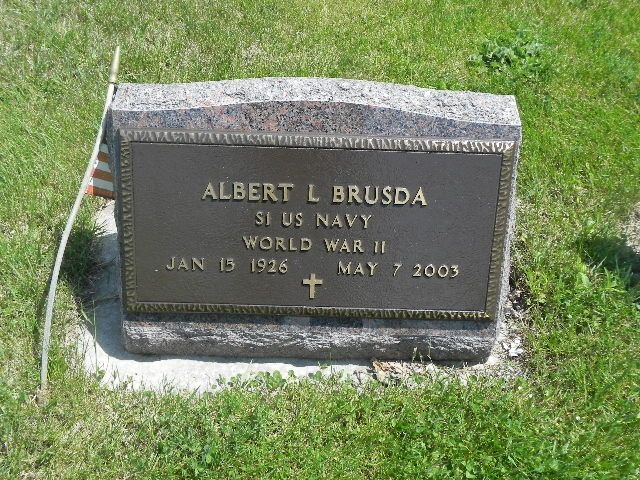 ALBERT L BRUSDA
S1 US NAVY
WORLD WAR II
JAN 15 1926 MAY 7 2003